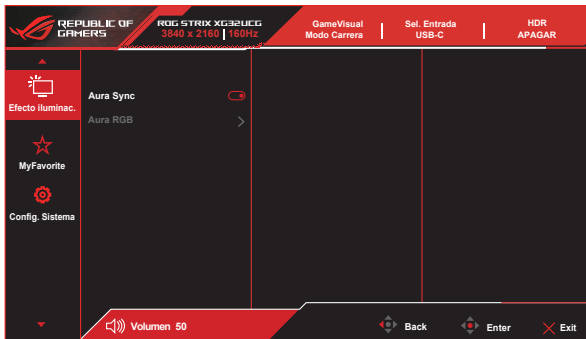 REPUBLIC OF
GAMERS
ROG STRIX XG32UCG
3840 x 2160 160Hz
GameVisual
Modo Carrera
Sel. Entrada
USB-C
HDR
APAGAR
Efecto iluminac.
Aura Sync
Aura RGB
MyFavorite
Config. Sistema
Volumen 50
Back
Enter
Exit